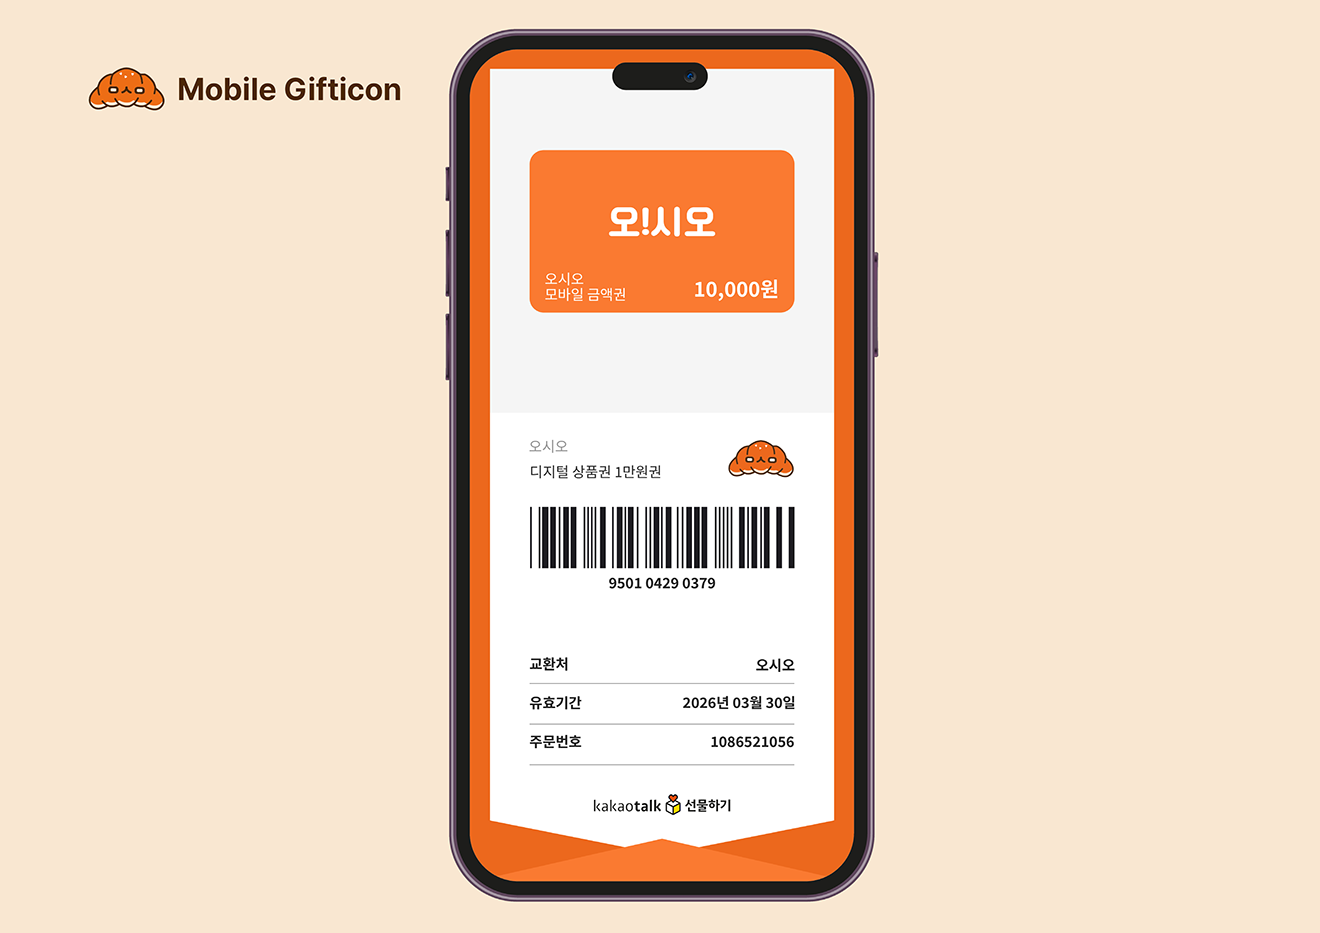 Mobile Gifticon
오!시오
오시오
모바일 금액권
10,000원
오시오
디지털 상품권 1만원권
9501 0429 0379
교환처 오시오
유효기간 2026년 03월 30일
주문번호 1086521056
kakaotalk 선물하기